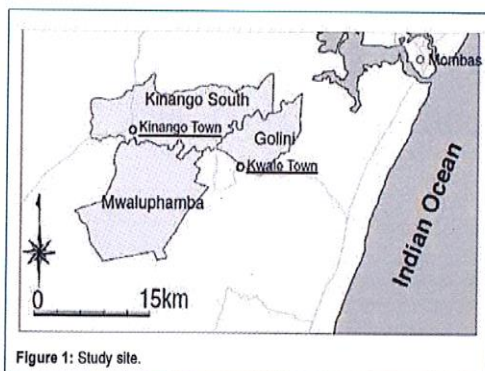 Mombas
Kinango South
Kinango Town
Golini
Kwale Town
Mwaluphamba
Indian Ocean
0 15km
Figure 1: Study site.